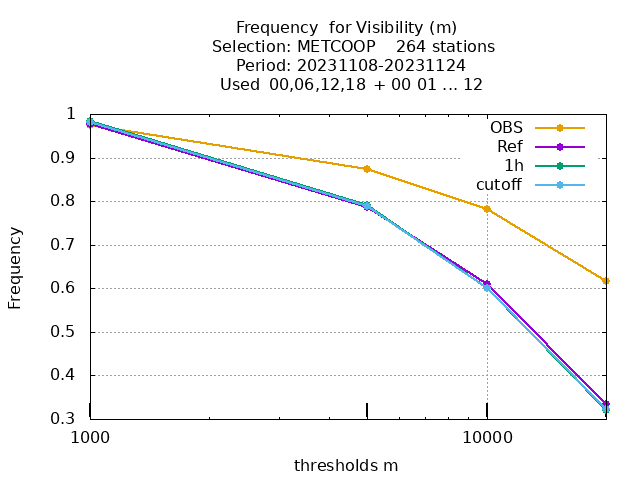 Frequency  for Visibility (m)
Selection: METCOOP    264 stations
Period: 20231108-20231124
Used  00,06,12,18  + 00 01 ... 12
OBS
Ref
1h
cutoff
1
0.9
0.8
0.7
0.6
0.5
0.4
0.3
Frequency
1000
10000
thresholds m